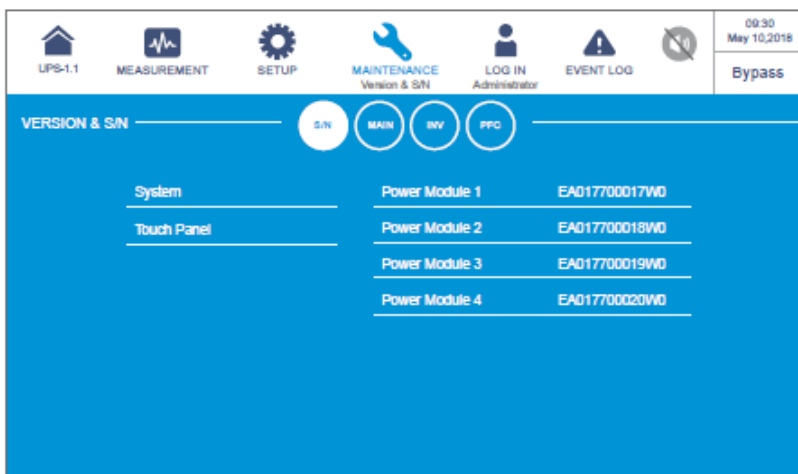 09:30
May 10,2018
UPS-1.1
MEASUREMENT
SETUP
MAINTENANCE
Version & S/N
LOG IN
Administrator
EVENT LOG
Bypass
VERSION & S/N
S/N
MAIN
INV
PFC
System
Power Module 1 EA017700017W0
Touch Panel
Power Module 2 EA017700018W0
Power Module 3 EA017700019W0
Power Module 4 EA017700020W0